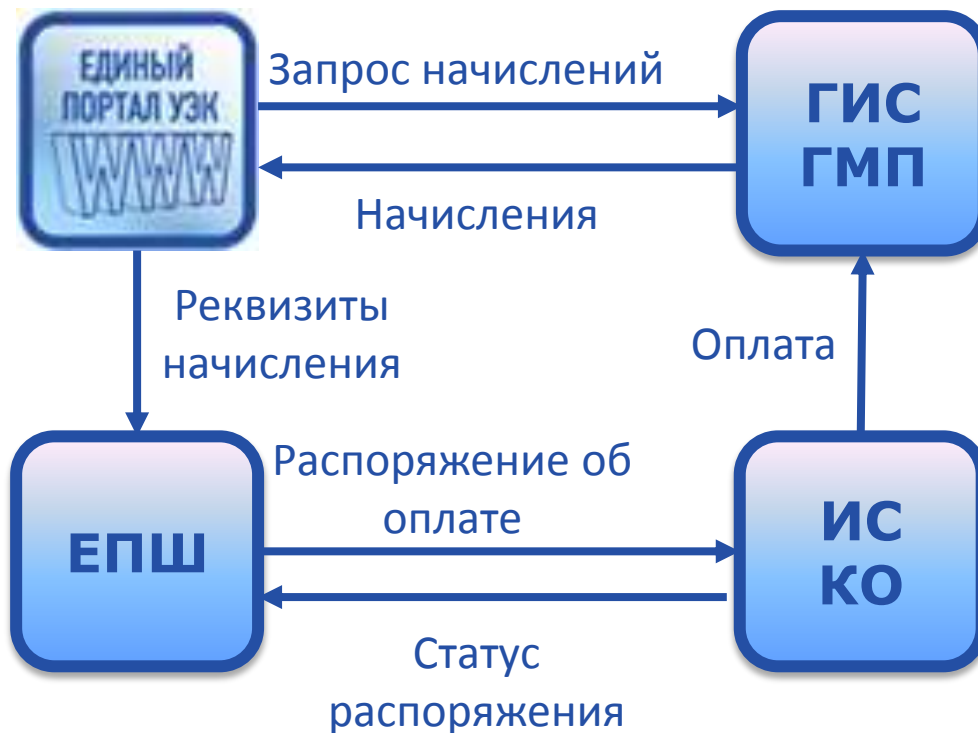 ЕДИНЫЙ
ПОРТАЛ УЭК
WWW
Запрос начислений
ГИС
ГМП
Начисления
Реквизиты
начисления
Оплата
ЕПШ
Распоряжение об
оплате
ИС
КО
Статус
распоряжения